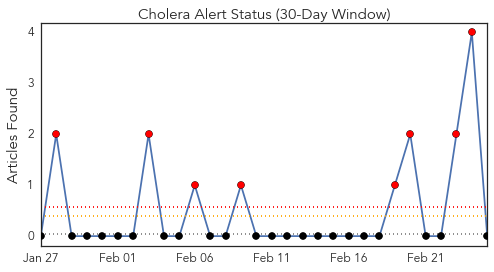 Cholera Alert Status (30-Day Window)
Articles Found
4
3
2
1
0
Jan 27 Feb 01 Feb 06 Feb 11 Feb 16 Feb 21